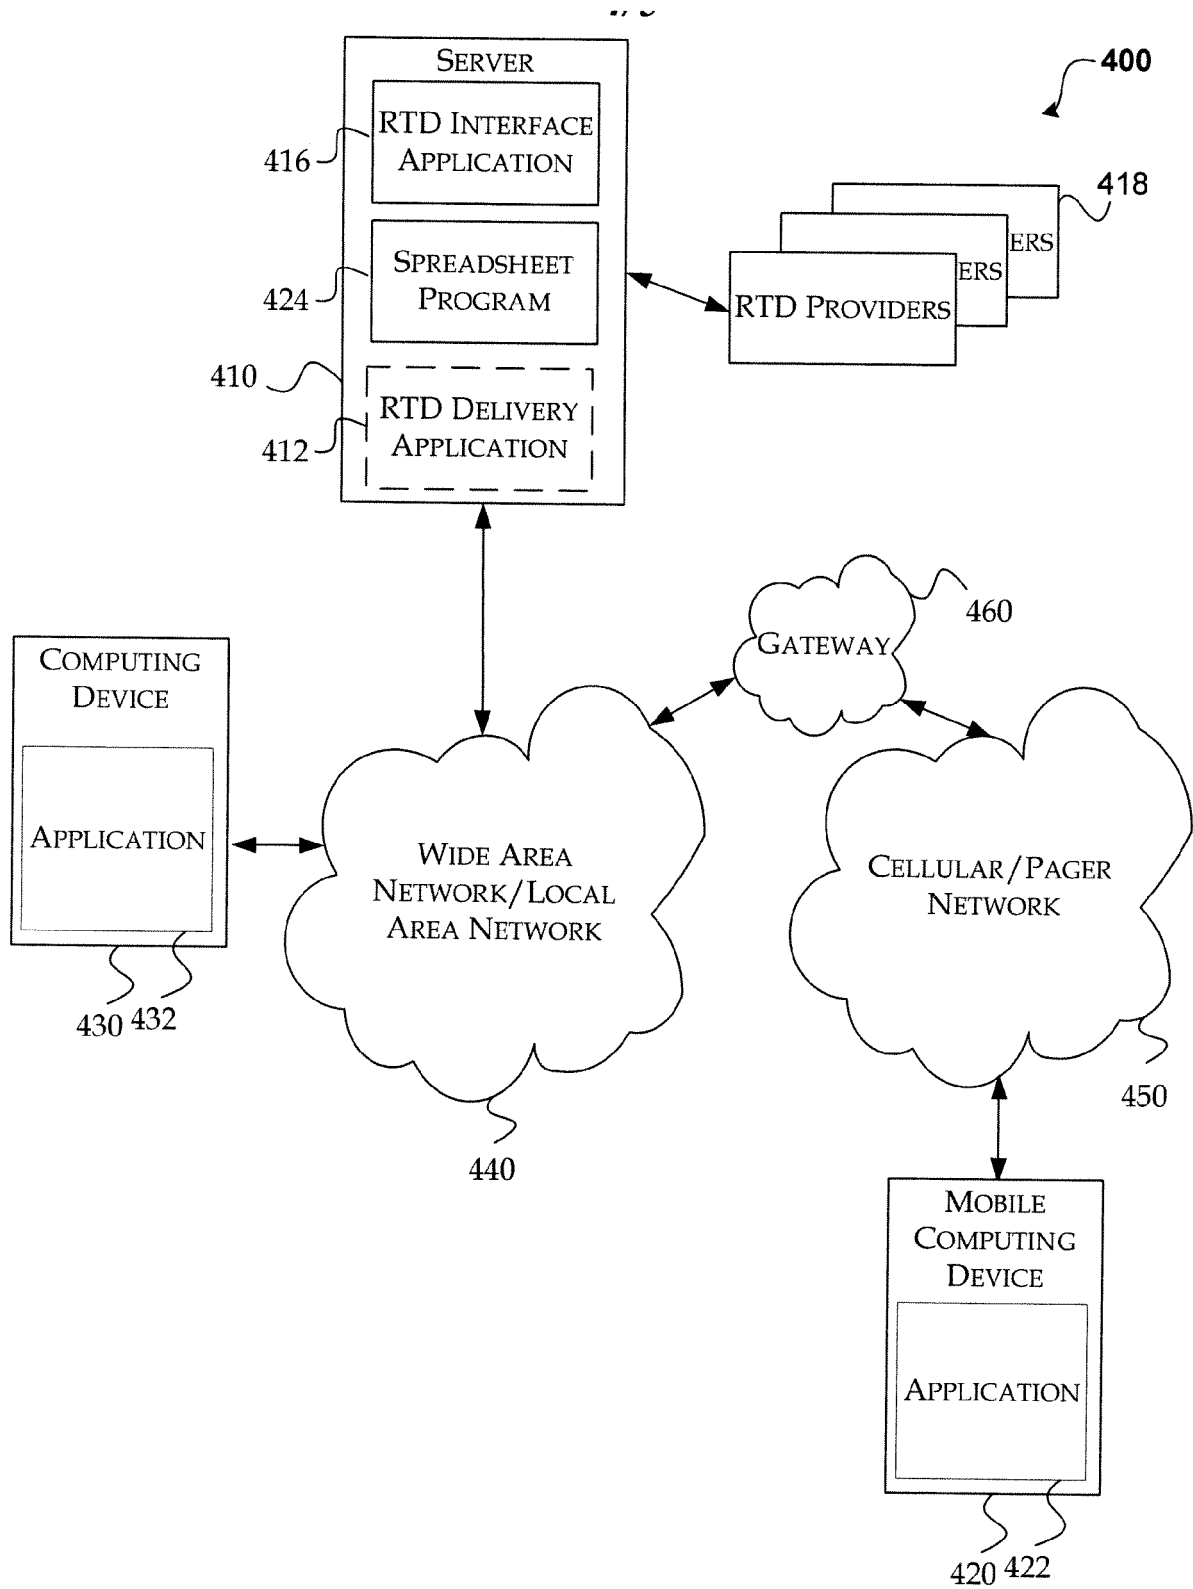 400
SERVER
RTD INTERFACE
APPLICATION
416
418
ERS
ERS
RTD PROVIDERS
SPREADSHEET
PROGRAM
424
410
RTD DELIVERY
APPLICATION
412
460
GATEWAY
COMPUTING
DEVICE
APPLICATION
430 432
WIDE AREA
NETWORK/LOCAL
AREA NETWORK
440
CELLULAR/PAGER
NETWORK
450
MOBILE
COMPUTING
DEVICE
APPLICATION
420 422